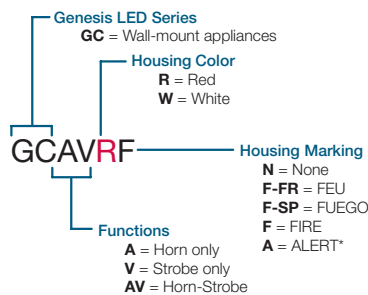 Genesis LED Series
GC = Wall-mount appliances
Housing Color
R = Red
W = White
GCAVRF
Housing Marking
N = None
F-FR = FEU
F-SP = FUEGO
F = FIRE
A = ALERT*
Functions
A = Horn only
V = Strobe only
AV = Horn-Strobe